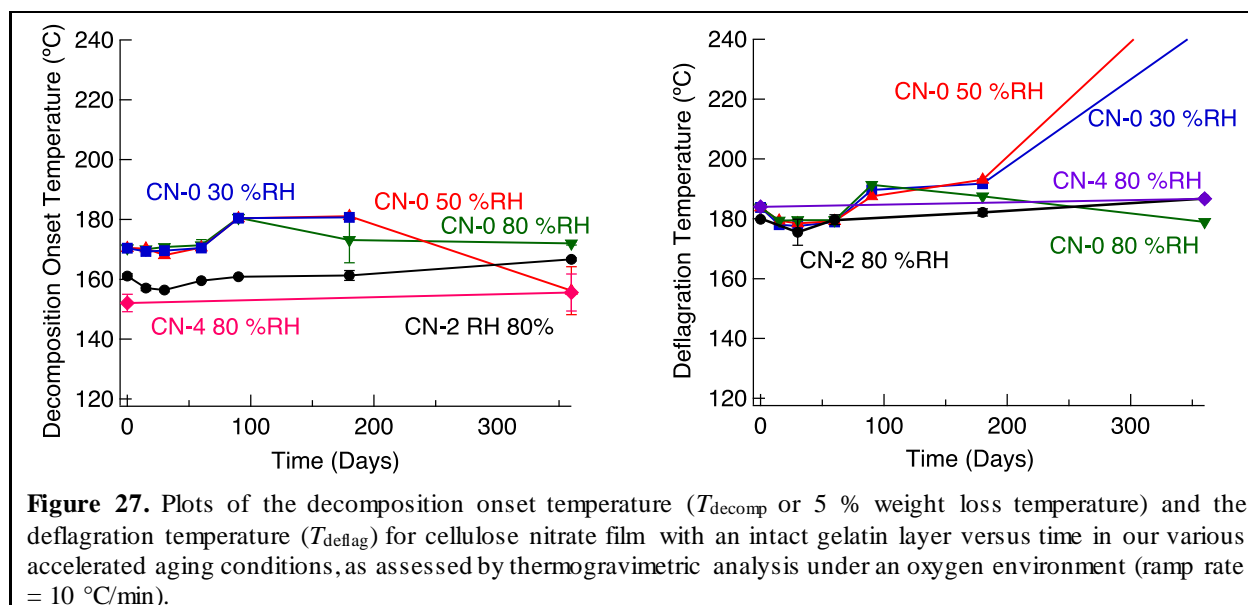 240
220
200
180
160
140
120
Decomposition Onset Temperature (ºC)
CN-0 30 %RH
CN-0 50 %RH
CN-0 80 %RH
CN-4 80 %RH
CN-2 RH 80%
0
100
200
300
Time (Days)
240
220
200
180
160
140
120
Deflagration Temperature (ºC)
CN-0 50 %RH
CN-0 30 %RH
CN-4 80 %RH
CN-2 80 %RH
CN-0 80 %RH
0
100
200
300
Time (Days)
Figure 27. Plots of the decomposition onset temperature (Tdecomp or 5 % weight loss temperature) and the
deflagration temperature (Tdeflag) for cellulose nitrate film with an intact gelatin layer versus time in our various
accelerated aging conditions, as assessed by thermogravimetric analysis under an oxygen environment (ramp rate
= 10 °C/min).